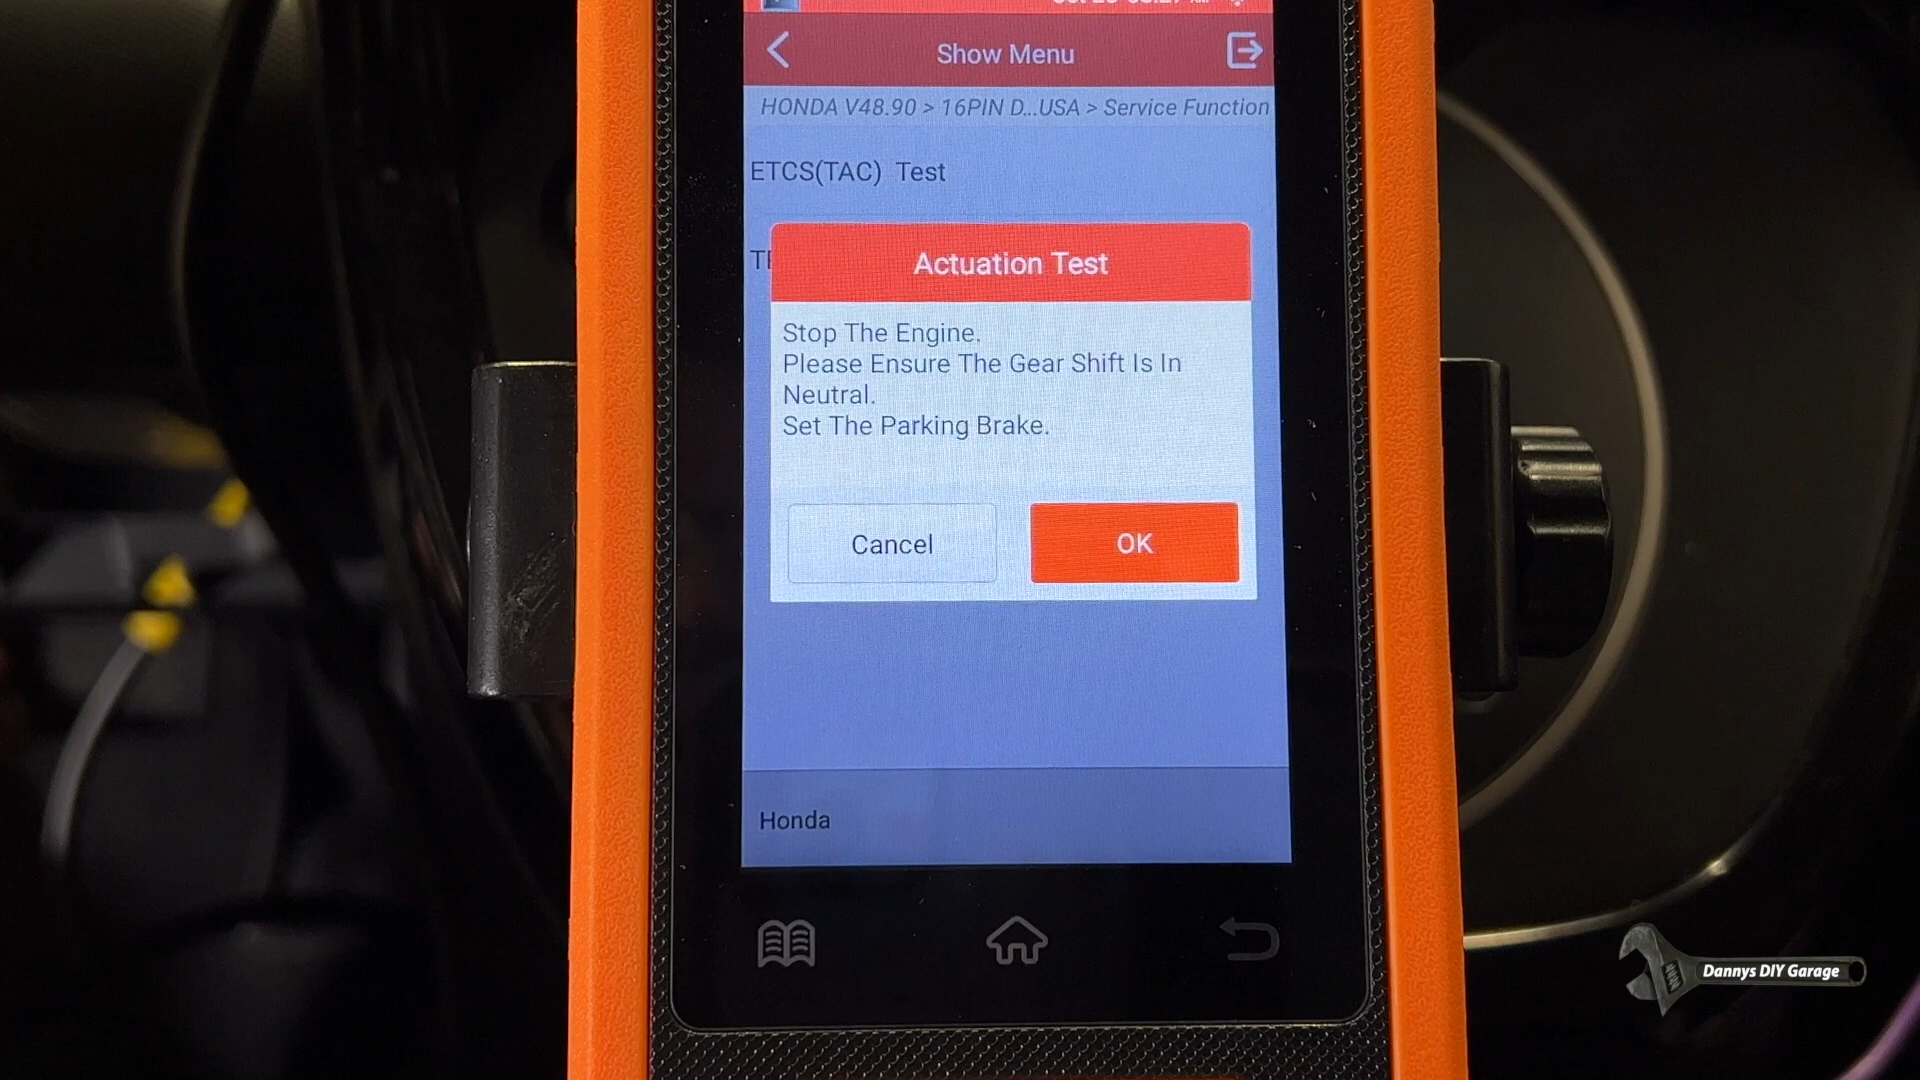 Show Menu
HONDA V48.90 > 16PIN D...USA > Service Function
ETCS(TAC) Test
Actuation Test
Stop The Engine.
Please Ensure The Gear Shift Is In
Neutral.
Set The Parking Brake.
Cancel
OK
Honda
Dannys DIY Garage